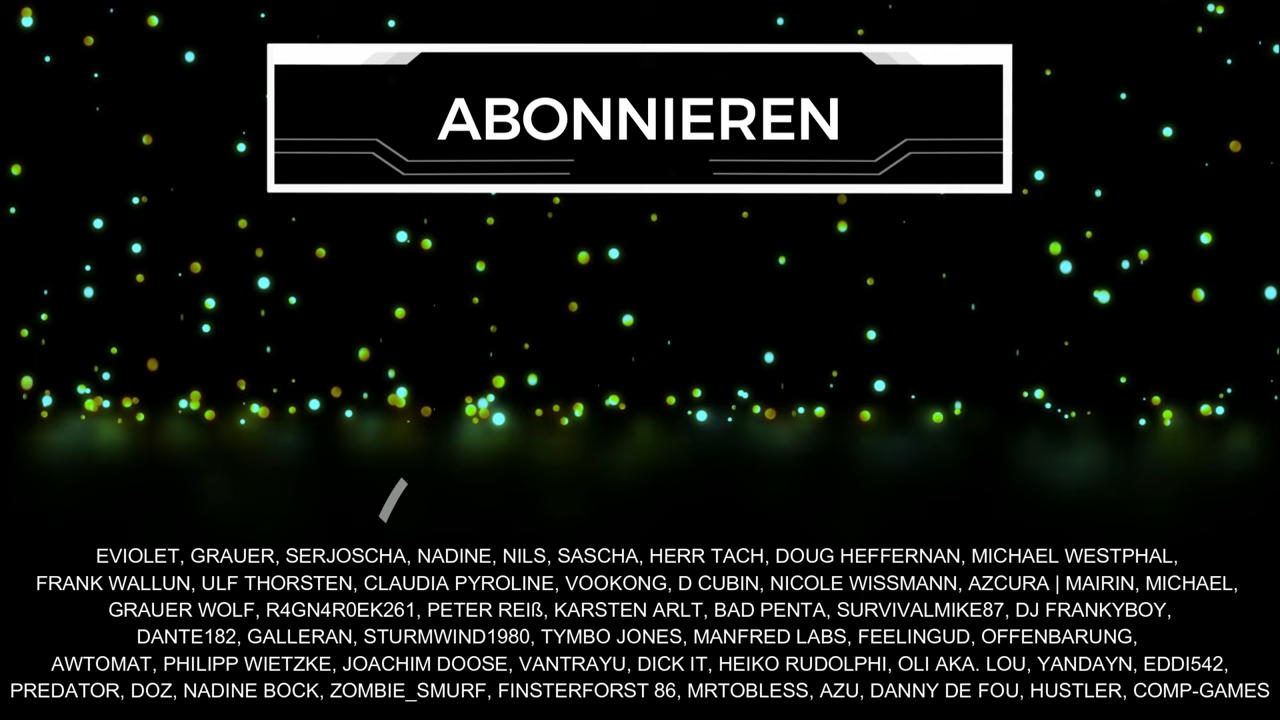 ABONNIEREN
EVIOLET, GRAUER, SERJOSCHA, NADINE, NILS, SASCHA, HERR TACH, DOUG HEFFERNAN, MICHAEL WESTPHAL,
FRANK WALLUN, ULF THORSTEN, CLAUDIA PYROLINE, VOOKONG, D CUBIN, NICOLE WISSMANN, AZCURA | MAIRIN, MICHAEL,
GRAUER WOLF, R4GN4R0EK261, PETER REIß, KARSTEN ARLT, BAD PENTA, SURVIVALMIKE87, DJ FRANKYBOY,
DANTE182, GALLERAN, STURMWIND1980, TYMBO JONES, MANFRED LABS, FEELINGUD, OFFENBARUNG,
AWTOMAT, PHILIPP WIETZKE, JOACHIM DOOSE, VANTRAYU, DICK IT, HEIKO RUDOLPHI, OLI AKA. LOU, YANDAYN, EDDI542,
PREDATOR, DOZ, NADINE BOCK, ZOMBIE_SMURF, FINSTERFORST 86, MRTOBLESS, AZU, DANNY DE FOU, HUSTLER, COMP-GAMES